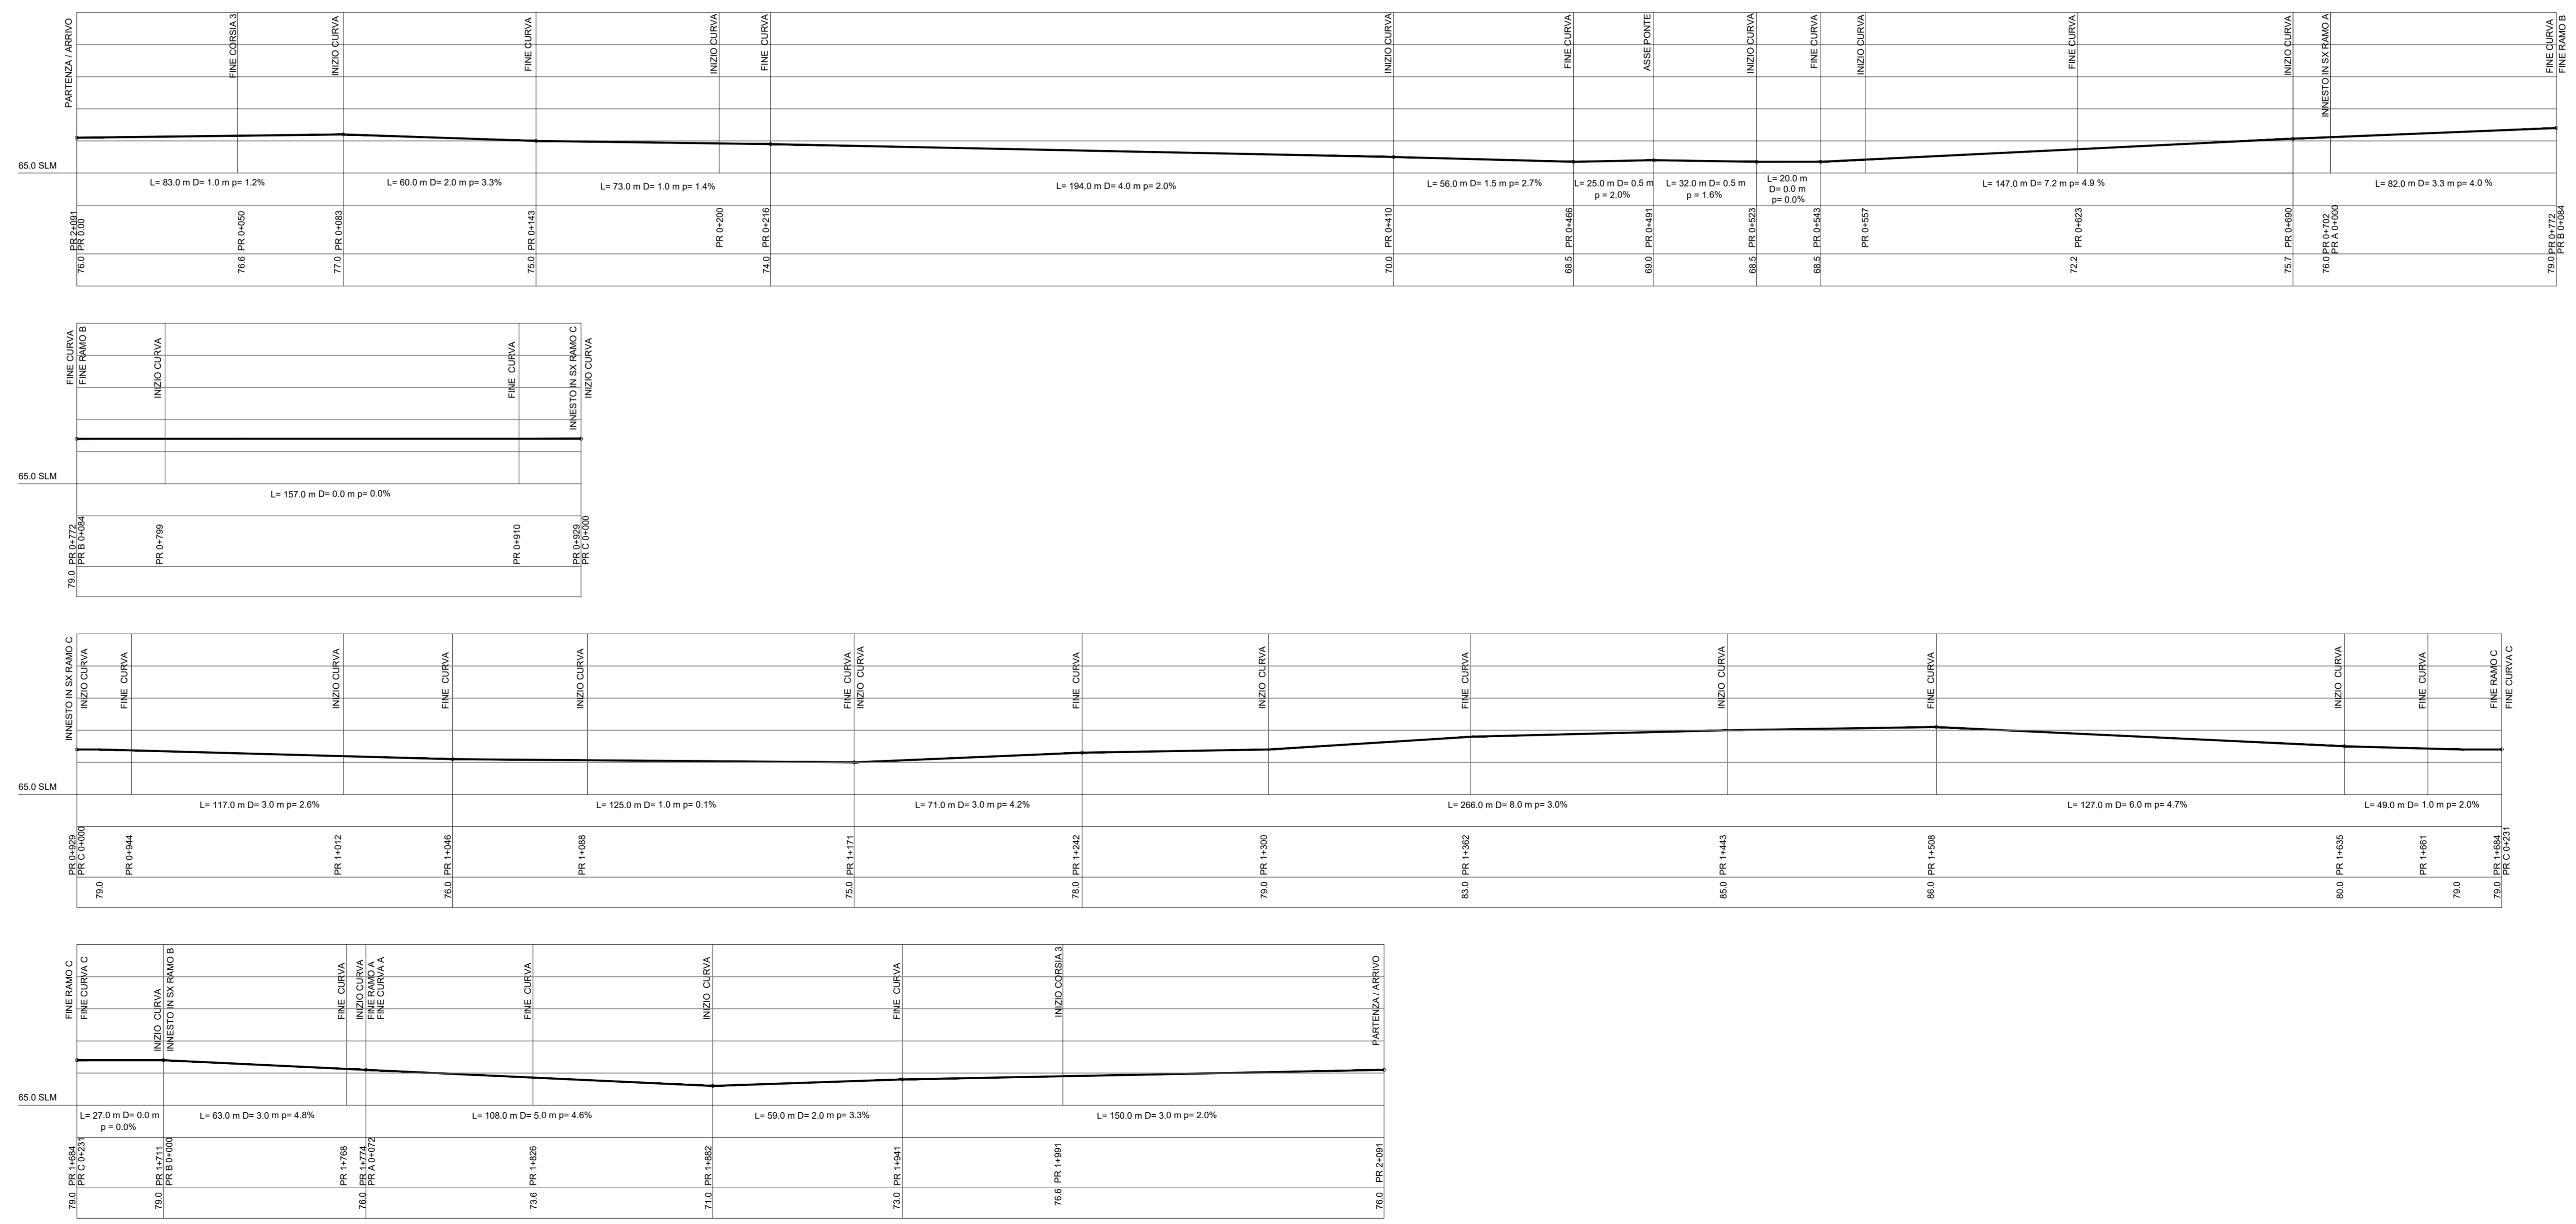 PARTENZA / ARRIVO
FINE CORSIA 3
INIZIO CURVA
FINE CURVA
INIZIO CURVA
FINE CURVA
INIZIO CURVA
FINE CURVA
ASSE PONTE
INIZIO CURVA
FINE CURVA
INIZIO CURVA
FINE CURVA
INIZIO CURVA
INNESTO IN SX RAMO A
FINE CURVA
FINE RAMO B
65.0 SLM
L= 83.0 m D= 1.0 m p= 1.2%
L= 60.0 m D= 2.0 m p= 3.3%
L= 73.0 m D= 1.0 m p= 1.4%
L= 194.0 m D= 4.0 m p= 2.0%
L= 56.0 m D= 1.5 m p= 2.7%
L= 25.0 m D= 0.5 m
p = 2.0%
L= 32.0 m D= 0.5 m
p = 1.6%
L= 20.0 m
D= 0.0 m
p= 0.0%
L= 147.0 m D= 7.2 m p= 4.9 %
L= 82.0 m D= 3.3 m p= 4.0 %
PR 2+091
PR 0.00
PR 0+050
PR 0+083
PR 0+143
PR 0+200
PR 0+216
PR 0+410
PR 0+466
PR 0+491
PR 0+523
PR 0+543
PR 0+557
PR 0+623
PR 0+690
PR 0+702
PR A 0+000
PR 0+772
PR B 0+084
76.0
76.6
77.0
75.0
74.0
70.0
68.5
69.0
68.5
68.5
72.2
75.7
76.0
79.0
FINE CURVA
FINE RAMO B
INIZIO CURVA
FINE CURVA
INNESTO IN SX RAMO C
INIZIO CURVA
65.0 SLM
L= 157.0 m D= 0.0 m p= 0.0%
PR 0+772
PR B 0+084
PR 0+799
PR 0+910
PR 0+929
PR C 0+000
79.0
INNESTO IN SX RAMO C
INIZIO CURVA
FINE CURVA
INIZIO CURVA
FINE CURVA
INIZIO CURVA
FINE CURVA
INIZIO CURVA
FINE CURVA
INIZIO CURVA
FINE CURVA
INIZIO CURVA
FINE CURVA
INIZIO CURVA
FINE CURVA
FINE RAMO C
FINE CURVA C
65.0 SLM
L= 117.0 m D= 3.0 m p= 2.6%
L= 125.0 m D= 1.0 m p= 0.1%
L= 71.0 m D= 3.0 m p= 4.2%
L= 266.0 m D= 8.0 m p= 3.0%
L= 127.0 m D= 6.0 m p= 4.7%
L= 49.0 m D= 1.0 m p= 2.0%
PR 0+929
PR C 0+000
PR 0+944
PR 1+012
PR 1+046
PR 1+088
PR 1+171
PR 1+242
PR 1+300
PR 1+362
PR 1+443
PR 1+508
PR 1+635
PR 1+661
PR 1+684
PR C 0+231
79.0
76.0
75.0
78.0
79.0
83.0
85.0
86.0
80.0
79.0
79.0
FINE RAMO C
FINE CURVA C
INIZIO CURVA
INNESTO IN SX RAMO B
FINE CURVA
INIZIO CURVA
FINE RAMO A
FINE CURVA A
FINE CURVA
INIZIO CURVA
FINE CURVA
INIZIO CORSIA 3
PARTENZA / ARRIVO
65.0 SLM
L= 27.0 m D= 0.0 m
p = 0.0%
L= 63.0 m D= 3.0 m p= 4.8%
L= 108.0 m D= 5.0 m p= 4.6%
L= 59.0 m D= 2.0 m p= 3.3%
L= 150.0 m D= 3.0 m p= 2.0%
PR 1+684
PR C 0+231
PR 1+711
PR B 0+000
PR 1+768
PR 1+774
PR A 0+072
PR 1+826
PR 1+882
PR 1+941
PR 1+991
PR 2+091
79.0
79.0
76.0
73.6
71.0
73.0
76.6
76.0